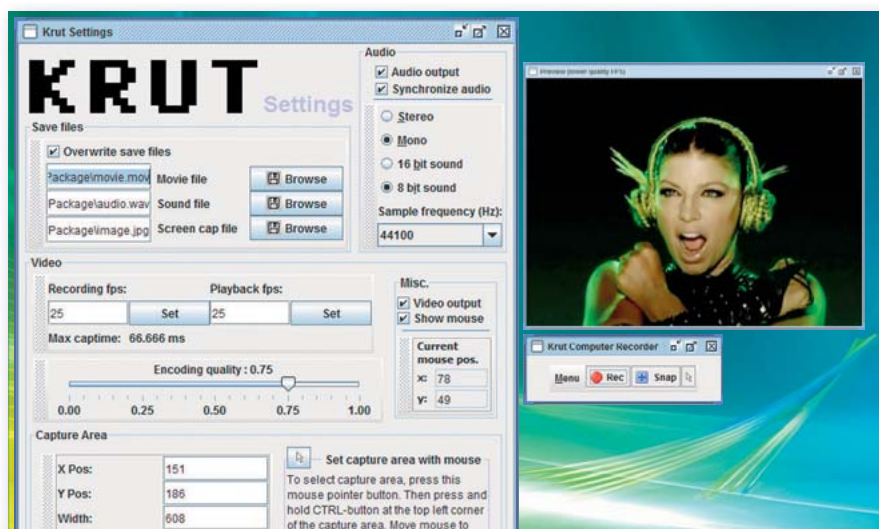 Krut Settings
KRUT
Settings
Save files
Overwrite save files
Package\movie.mov Movie file Browse
Package\audio.wav Sound file Browse
Package\image.jpg Screen cap file Browse
Audio
Audio output
Synchronize audio
Stereo
Mono
16 bit sound
8 bit sound
Sample frequency (Hz):
44100
Video
Recording fps: Playback fps:
25 Set 25 Set
Max captime: 66.666 ms
Encoding quality : 0.75
0.00 0.25 0.50 0.75 1.00
Misc.
Video output
Show mouse
Current
mouse pos.
x: 78
y: 49
Capture Area
X Pos: 151
Y Pos: 186
Width: 608
Set capture area with mouse
To select capture area, press this
mouse pointer button. Then press and
hold CTRL-button at the top left corner
of the capture area. Move mouse to
Preview (lower quality FPS)
Krut Computer Recorder
Menu Rec Snap